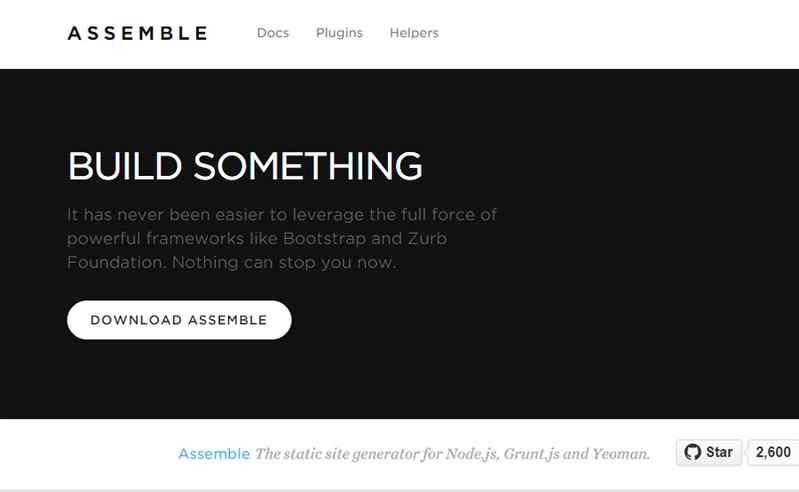 ASSEMBLE Docs Plugins Helpers
BUILD SOMETHING
It has never been easier to leverage the full force of
powerful frameworks like Bootstrap and Zurb
Foundation. Nothing can stop you now.
DOWNLOAD ASSEMBLE
Assemble The static site generator for Node.js, Grunt.js and Yeoman. Star 2,600